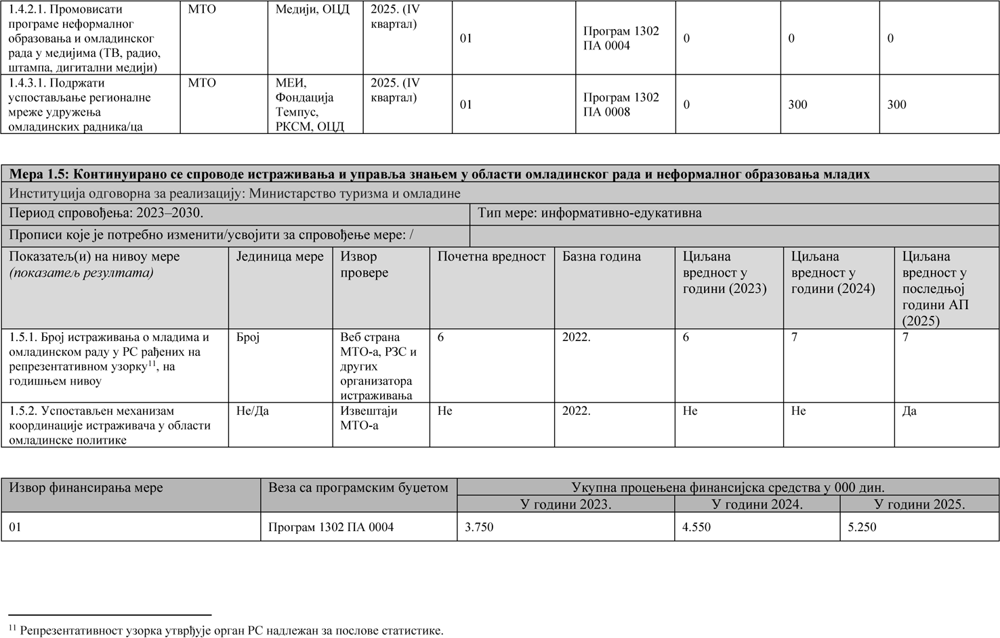 1.4.2.1. Промовисати
програме неформалног
образовања и омладинског
рада у медијима (ТВ, радио,
штампа, дигитални медији)
МТО
Медији, ОЦД
2025. (IV
квартал)
01
Програм 1302
ПА 0004
0
0
0
1.4.3.1. Подржати
успостављање регионалне
мреже удружења
омладинских радника/ца
МТО
МЕИ,
Фондација
Темпус,
РКСМ, ОЦД
2025. (IV
квартал)
01
Програм 1302
ПА 0008
0
300
300
Мера 1.5: Континуирано се спроводе истраживања и управља знањем у области омладинског рада и неформалног образовања младих
Институција одговорна за реализацију: Министарство туризма и омладине
Период спровођења: 2023–2030.
Тип мере: информативно-едукативна
Прописи које је потребно изменити/усвојити за спровођење мере: /
Показатељ(и) на нивоу мере
(показатељ резултата)
Јединица мере
Извор
провере
Почетна вредност
Базна година
Циљана
вредност у
години (2023)
Циљана
вредност у
години (2024)
Циљана
вредност у
последњој
години АП
(2025)
1.5.1. Број истраживања о младима и
омладинском раду у РС рађених на
репрезентативном узорку¹¹, на
годишњем нивоу
Број
Веб страна
МТО-а, РЗС и
других
организатора
истраживања
6
2022.
6
7
7
1.5.2. Успостављен механизам
координације истраживача у области
омладинске политике
Не/Да
Извештаји
МТО-а
Не
2022.
Не
Не
Да
Извор финансирања мере
Веза са програмским буџетом
Укупна процењена финансијска средства у 000 дин.
У години 2023.
У години 2024.
У години 2025.
01
Програм 1302 ПА 0004
3.750
4.550
5.250
¹¹ Репрезентативност узорка утврђује орган РС надлежан за послове статистике.